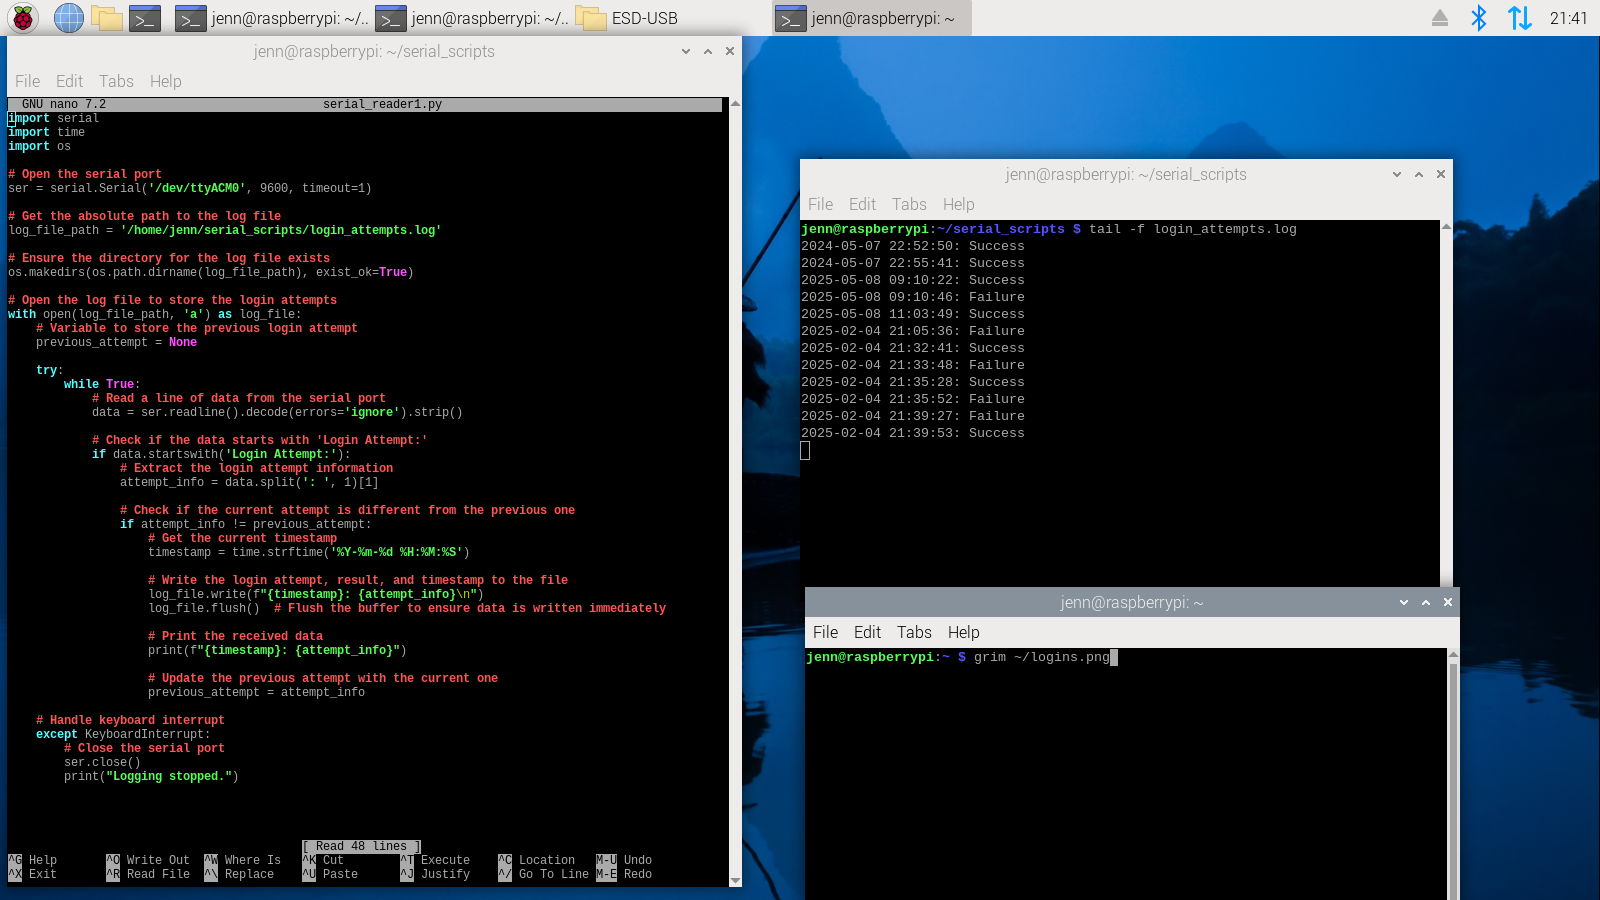 jenn@raspberrypi: ~/..
jenn@raspberrypi: ~/..
ESD-USB
jenn@raspberrypi: ~
21:41
jenn@raspberrypi: ~/serial_scripts
File Edit Tabs Help
GNU nano 7.2 serial_reader1.py
import serial
import time
import os
# Open the serial port
ser = serial.Serial('/dev/ttyACM0', 9600, timeout=1)
# Get the absolute path to the log file
log_file_path = '/home/jenn/serial_scripts/login_attempts.log'
# Ensure the directory for the log file exists
os.makedirs(os.path.dirname(log_file_path), exist_ok=True)
# Open the log file to store the login attempts
with open(log_file_path, 'a') as log_file:
    # Variable to store the previous login attempt
    previous_attempt = None
    try:
        while True:
            # Read a line of data from the serial port
            data = ser.readline().decode(errors='ignore').strip()
            # Check if the data starts with 'Login Attempt:'
            if data.startswith('Login Attempt:'):
                # Extract the login attempt information
                attempt_info = data.split(': ', 1)[1]
                # Check if the current attempt is different from the previous one
                if attempt_info != previous_attempt:
                    # Get the current timestamp
                    timestamp = time.strftime('%Y-%m-%d %H:%M:%S')
                    # Write the login attempt, result, and timestamp to the file
                    log_file.write(f"{timestamp}: {attempt_info}\n")
                    log_file.flush()  # Flush the buffer to ensure data is written immediately
                    # Print the received data
                    print(f"{timestamp}: {attempt_info}")
                    # Update the previous attempt with the current one
                    previous_attempt = attempt_info
    # Handle keyboard interrupt
    except KeyboardInterrupt:
        # Close the serial port
        ser.close()
        print("Logging stopped.")
[ Read 48 lines ]
^G Help ^O Write Out ^W Where Is ^K Cut ^T Execute ^C Location M-U Undo
^X Exit ^R Read File ^\ Replace ^U Paste ^J Justify ^/ Go To Line M-E Redo
jenn@raspberrypi: ~/serial_scripts
File Edit Tabs Help
jenn@raspberrypi:~/serial_scripts $ tail -f login_attempts.log
2024-05-07 22:52:50: Success
2024-05-07 22:55:41: Success
2025-05-08 09:10:22: Success
2025-05-08 09:10:46: Failure
2025-05-08 11:03:49: Success
2025-02-04 21:05:36: Failure
2025-02-04 21:32:41: Success
2025-02-04 21:33:48: Failure
2025-02-04 21:35:28: Success
2025-02-04 21:35:52: Failure
2025-02-04 21:39:27: Failure
2025-02-04 21:39:53: Success
jenn@raspberrypi: ~
File Edit Tabs Help
jenn@raspberrypi:~ $ grim ~/logins.png